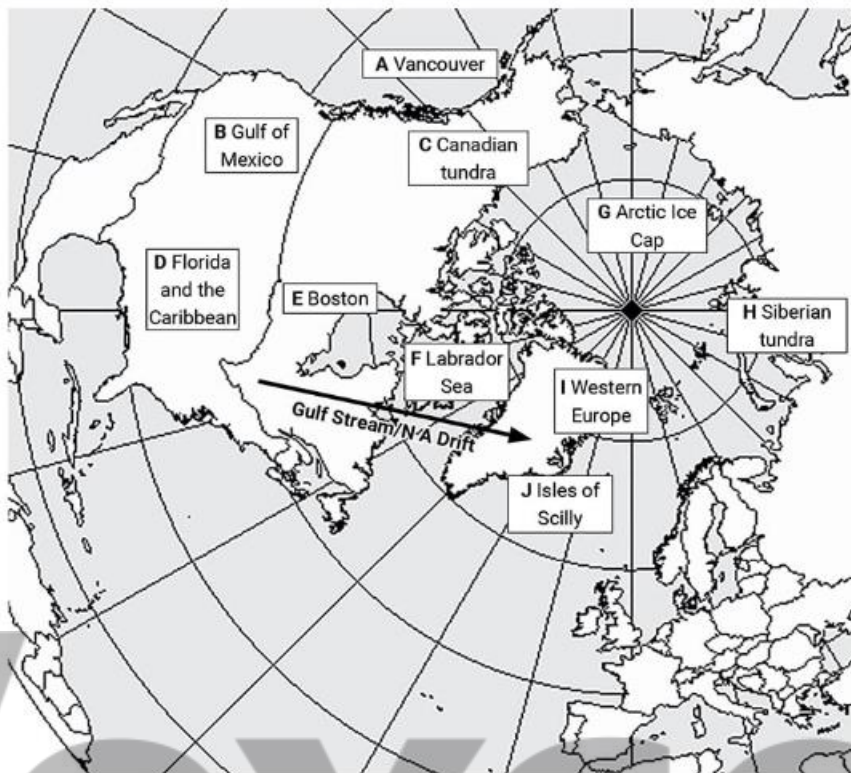 A Vancouver
B Gulf of
Mexico
C Canadian
tundra
G Arctic Ice
Cap
D Florida
and the
Caribbean
E Boston
H Siberian
tundra
F Labrador
Sea
I Western
Europe
Gulf Stream/N A Drift
J Isles of
Scilly